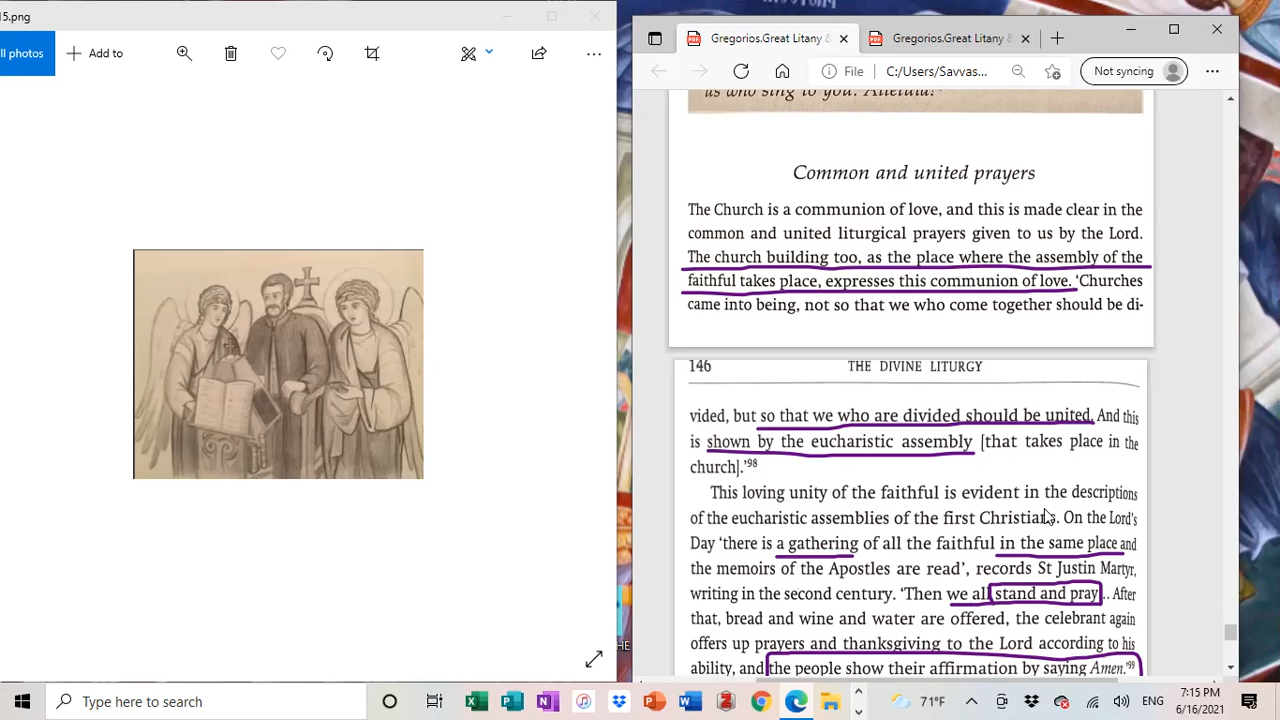 5.png
ll photos
Add to
Gregorios.Great Litany &
Gregorios.Great Litany &
File
C:/Users/Savvas...
Not syncing
us who sing to you: Alleluia!
Common and united prayers
The Church is a communion of love, and this is made clear in the
common and united liturgical prayers given to us by the Lord.
The church building too, as the place where the assembly of the
faithful takes place, expresses this communion of love. ‘Churches
came into being, not so that we who come together should be di-
146 THE DIVINE LITURGY
vided, but so that we who are divided should be united. And this
is shown by the eucharistic assembly [that takes place in the
church].’98
This loving unity of the faithful is evident in the descriptions
of the eucharistic assemblies of the first Christians. On the Lord's
Day ‘there is a gathering of all the faithful in the same place and
the memoirs of the Apostles are read’, records St Justin Martyr,
writing in the second century. ‘Then we all stand and pray... After
that, bread and wine and water are offered, the celebrant again
offers up prayers and thanksgiving to the Lord according to his
ability, and the people show their affirmation by saying Amen.’99
HE
Type here to search
71°F
ENG
7:15 PM
6/16/2021